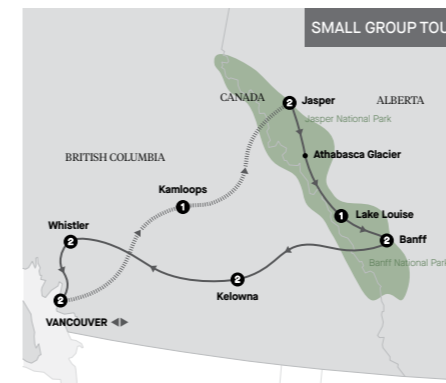 SMALL GROUP TOU
CANADA
2 Jasper
ALBERTA
Jasper National Park
BRITISH COLUMBIA
Athabasca Glacier
Kamloops
1
1 Lake Louise
Whistler
2
2 Banff
Banff National Park
2
Kelowna
2
VANCOUVER